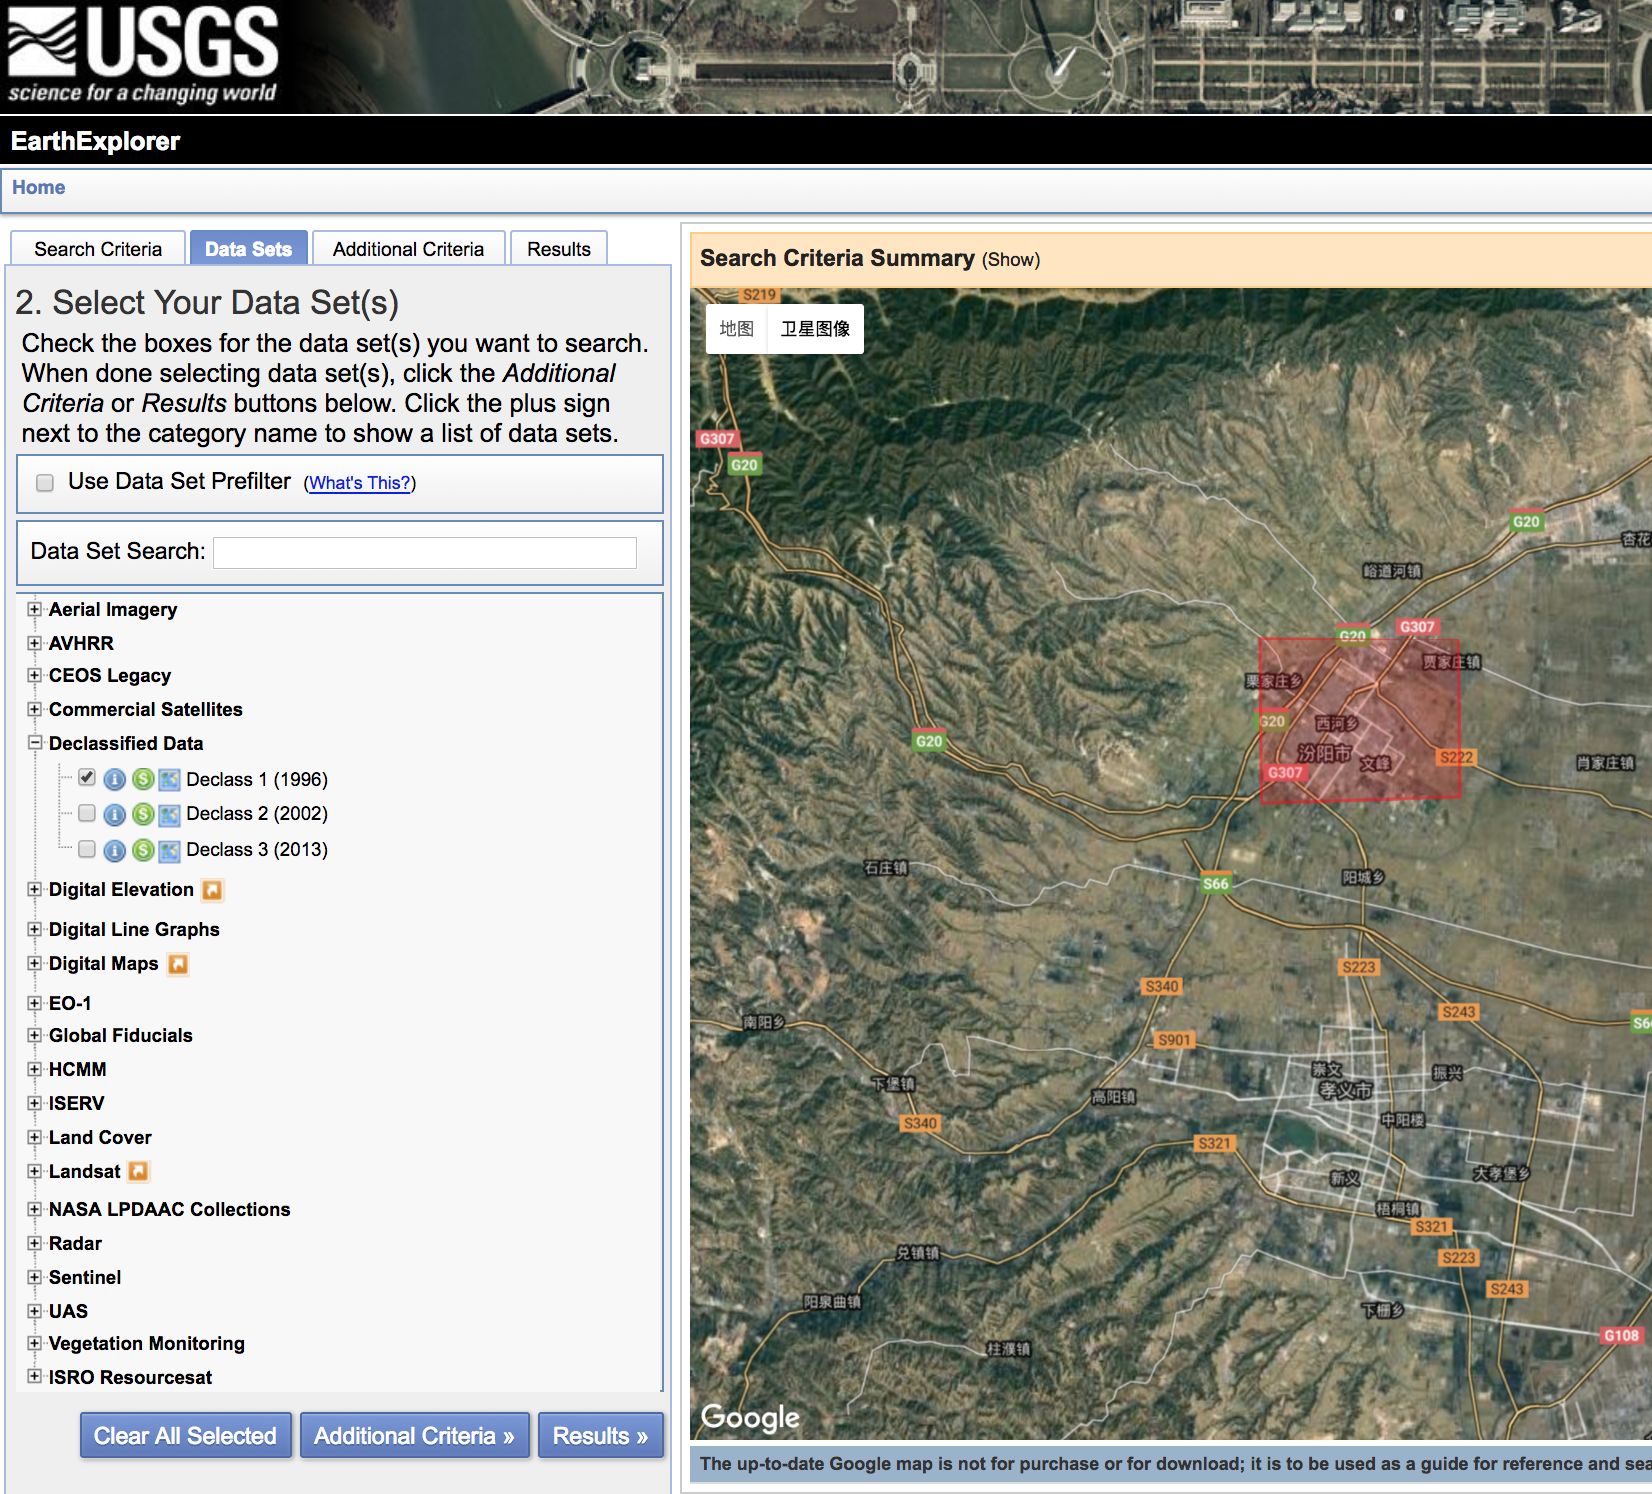 USGS
science for a changing world
EarthExplorer
Home
Search Criteria
Data Sets
Additional Criteria
Results
2. Select Your Data Set(s)
Check the boxes for the data set(s) you want to search.
When done selecting data set(s), click the Additional
Criteria or Results buttons below. Click the plus sign
next to the category name to show a list of data sets.
Use Data Set Prefilter (What's This?)
Data Set Search:
Aerial Imagery
AVHRR
CEOS Legacy
Commercial Satellites
Declassified Data
Declass 1 (1996)
Declass 2 (2002)
Declass 3 (2013)
Digital Elevation
Digital Line Graphs
Digital Maps
EO-1
Global Fiducials
HCMM
ISERV
Land Cover
Landsat
NASA LPDAAC Collections
Radar
Sentinel
UAS
Vegetation Monitoring
ISRO Resourcesat
Clear All Selected
Additional Criteria »
Results »
Search Criteria Summary (Show)
S219
地图
卫星图像
G307
G20
G20
杏花
峪道河镇
G307
G20
贾家庄镇
栗家庄乡
G20
西河乡
G20
汾阳市
文峰
S222
肖家庄镇
G307
石庄镇
S66
阳城乡
S223
S340
S243
南阳乡
S901
崇文
振兴
下堡镇
孝义市
高阳镇
S340
中阳楼
S321
新义
大孝堡乡
梧桐镇
S321
兑镇镇
S223
S243
阳泉曲镇
下栅乡
G108
柱濮镇
Google
The up-to-date Google map is not for purchase or for download; it is to be used as a guide for reference and sea